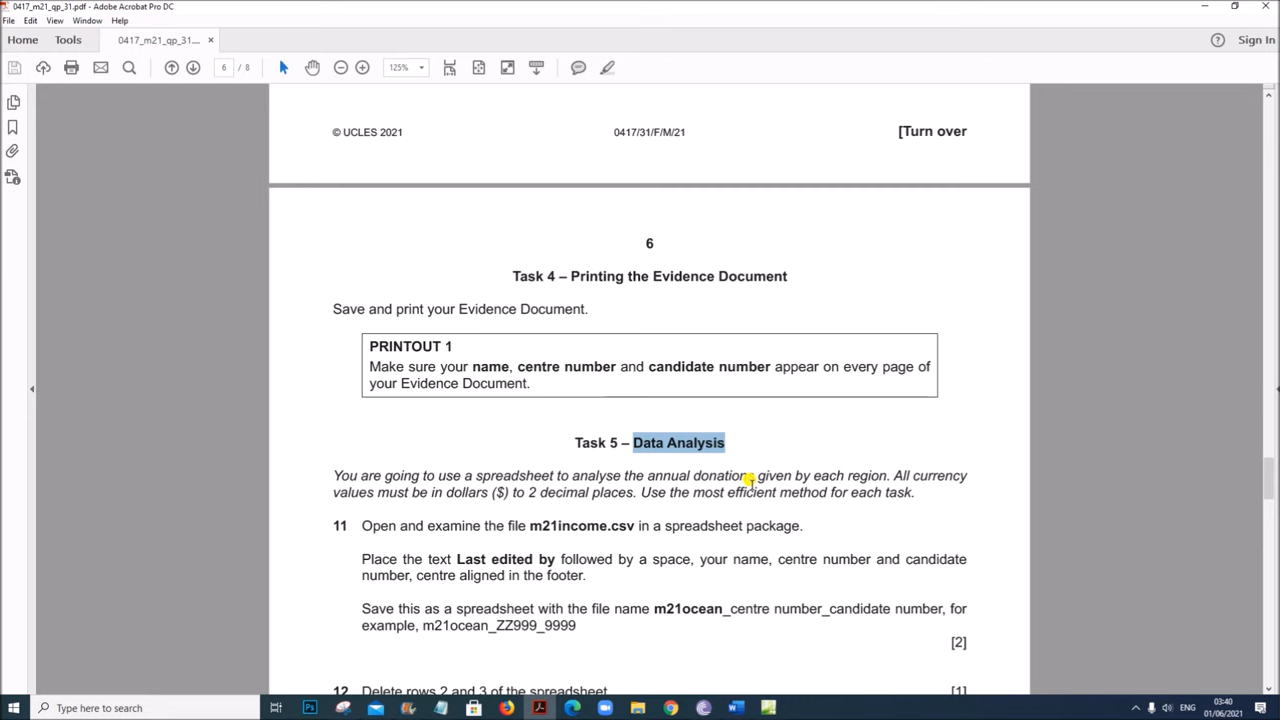 0417_m21_qp_31.pdf - Adobe Acrobat Pro DC
File Edit View Window Help
Home Tools 0417_m21_qp_31.... × Sign In
6 / 8 125%
© UCLES 2021 0417/31/F/M/21 [Turn over
6
Task 4 – Printing the Evidence Document
Save and print your Evidence Document.
PRINTOUT 1
Make sure your name, centre number and candidate number appear on every page of
your Evidence Document.
Task 5 – Data Analysis
You are going to use a spreadsheet to analyse the annual donations given by each region. All currency
values must be in dollars ($) to 2 decimal places. Use the most efficient method for each task.
11 Open and examine the file m21income.csv in a spreadsheet package.
Place the text Last edited by followed by a space, your name, centre number and candidate
number, centre aligned in the footer.
Save this as a spreadsheet with the file name m21ocean_centre number_candidate number, for
example, m21ocean_ZZ999_9999
[2]
12 Delete rows 2 and 3 of the spreadsheet. [1]
Type here to search ENG 03:40
01/06/2021